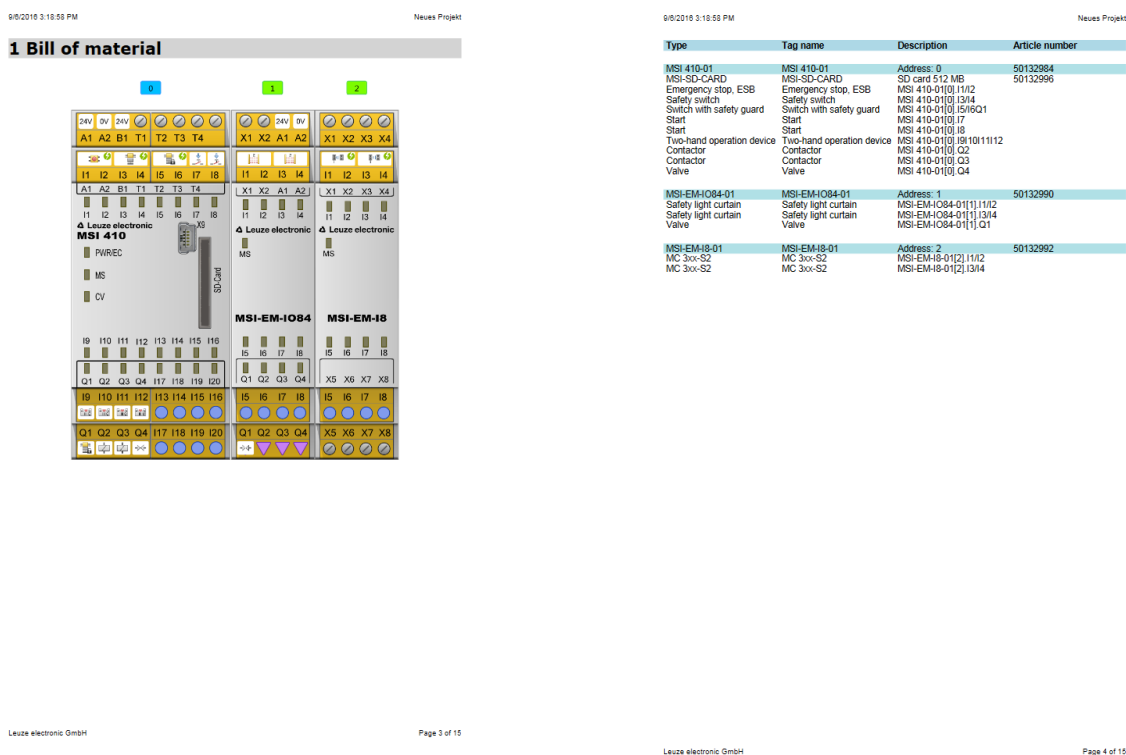 9/6/2016 3:18:58 PM Neues Projekt
1 Bill of material
0 1 2
24V 0V 24V 24V 0V
A1 A2 B1 T1 T2 T3 T4 X1 X2 A1 A2 X1 X2 X3 X4
I1 I2 I3 I4 I5 I6 I7 I8 I1 I2 I3 I4 I1 I2 I3 I4
A1 A2 B1 T1 T2 T3 T4 X1 X2 A1 A2 X1 X2 X3 X4
I1 I2 I3 I4 I5 I6 I7 I8 I1 I2 I3 I4 I1 I2 I3 I4
Leuze electronic X9 Leuze electronic Leuze electronic
MSI 410
PWR/EC MS MS
MS
SD-Card
CV
MSI-EM-IO84 MSI-EM-I8
I9 I10 I11 I12 I13 I14 I15 I16 I5 I6 I7 I8 I5 I6 I7 I8
Q1 Q2 Q3 Q4 I17 I18 I19 I20 Q1 Q2 Q3 Q4 X5 X6 X7 X8
I9 I10 I11 I12 I13 I14 I15 I16 I5 I6 I7 I8 I5 I6 I7 I8
Q1 Q2 Q3 Q4 I17 I18 I19 I20 Q1 Q2 Q3 Q4 X5 X6 X7 X8
Leuze electronic GmbH Page 3 of 15
9/6/2016 3:18:58 PM Neues Projekt
Type Tag name Description Article number
MSI 410-01 MSI 410-01 Address: 0 50132984
MSI-SD-CARD MSI-SD-CARD SD card 512 MB 50132996
Emergency stop, ESB Emergency stop, ESB MSI 410-01[0].I1/I2
Safety switch Safety switch MSI 410-01[0].I3/I4
Switch with safety guard Switch with safety guard MSI 410-01[0].I5/I6Q1
Start Start MSI 410-01[0].I7
Start Start MSI 410-01[0].I8
Two-hand operation device Two-hand operation device MSI 410-01[0].I9I10I11I12
Contactor Contactor MSI 410-01[0].Q2
Contactor Contactor MSI 410-01[0].Q3
Valve Valve MSI 410-01[0].Q4
MSI-EM-IO84-01 MSI-EM-IO84-01 Address: 1 50132990
Safety light curtain Safety light curtain MSI-EM-IO84-01[1].I1/I2
Safety light curtain Safety light curtain MSI-EM-IO84-01[1].I3/I4
Valve Valve MSI-EM-IO84-01[1].Q1
MSI-EM-I8-01 MSI-EM-I8-01 Address: 2 50132992
MC 3xx-S2 MC 3xx-S2 MSI-EM-I8-01[2].I1/I2
MC 3xx-S2 MC 3xx-S2 MSI-EM-I8-01[2].I3/I4
Leuze electronic GmbH Page 4 of 15